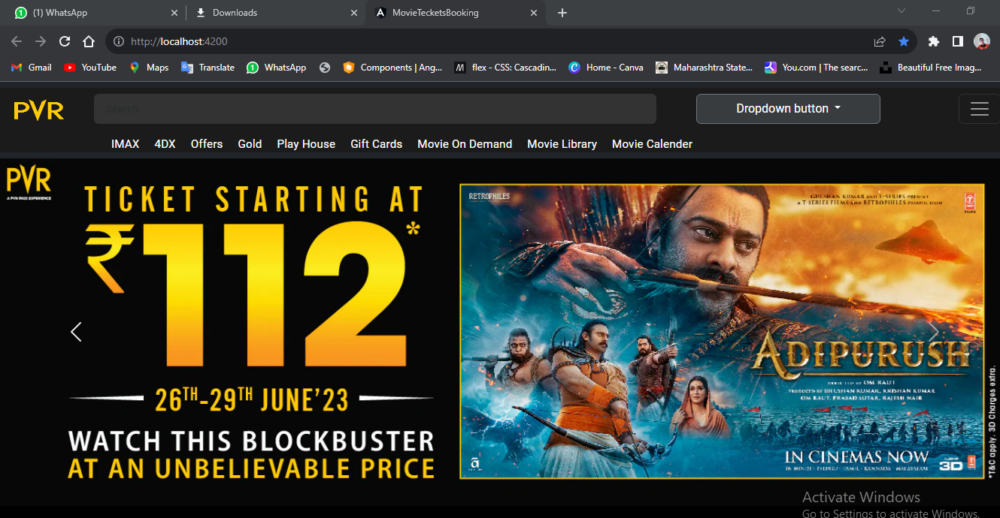 (1) WhatsApp
Downloads
MovieTecketsBooking
http://localhost:4200
Gmail
YouTube
Maps
Translate
WhatsApp
Components | Ang...
flex - CSS: Cascadin...
Home - Canva
Maharashtra State...
You.com | The searc...
Beautiful Free Imag...
PVR
Search
Dropdown button
IMAX
4DX
Offers
Gold
Play House
Gift Cards
Movie On Demand
Movie Library
Movie Calender
PVR
A PVR INOX EXPERIENCE
TICKET STARTING AT
₹112*
26TH-29TH JUNE'23
WATCH THIS BLOCKBUSTER
AT AN UNBELIEVABLE PRICE
RETROPHILES
GULSHAN KUMAR AND T-SERIES PRESENT
A T-SERIES FILMS AND RETROPHILES PRODUCTION
ADIPURUSH
DIRECTED BY OM RAUT
PRODUCED BY BHUSHAN KUMAR, KRISHAN KUMAR
OM RAUT, PRASAD SUTAR, RAJESH NAIR
IN CINEMAS NOW
IN HINDI · TELUGU · TAMIL · KANNADA · MALAYALAM
ALSO IN
3D
*T&C apply. 3D Charges extra.
Activate Windows
Go to Settings to activate Windows.